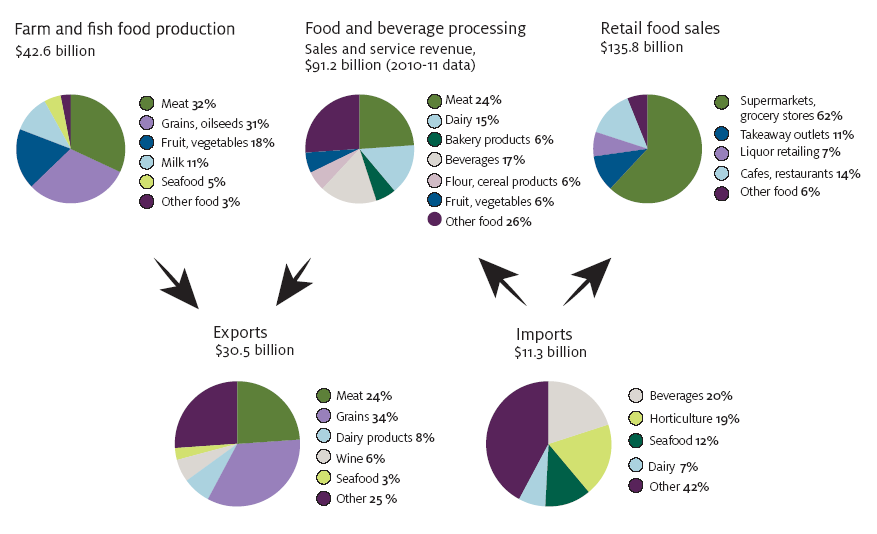 Farm and fish food production
$42.6 billion
Meat 32%
Grains, oilseeds 31%
Fruit, vegetables 18%
Milk 11%
Seafood 5%
Other food 3%
Food and beverage processing
Sales and service revenue,
$91.2 billion (2010-11 data)
Meat 24%
Dairy 15%
Bakery products 6%
Beverages 17%
Flour, cereal products 6%
Fruit, vegetables 6%
Other food 26%
Retail food sales
$135.8 billion
Supermarkets,
grocery stores 62%
Takeaway outlets 11%
Liquor retailing 7%
Cafes, restaurants 14%
Other food 6%
Exports
$30.5 billion
Meat 24%
Grains 34%
Dairy products 8%
Wine 6%
Seafood 3%
Other 25 %
Imports
$11.3 billion
Beverages 20%
Horticulture 19%
Seafood 12%
Dairy 7%
Other 42%